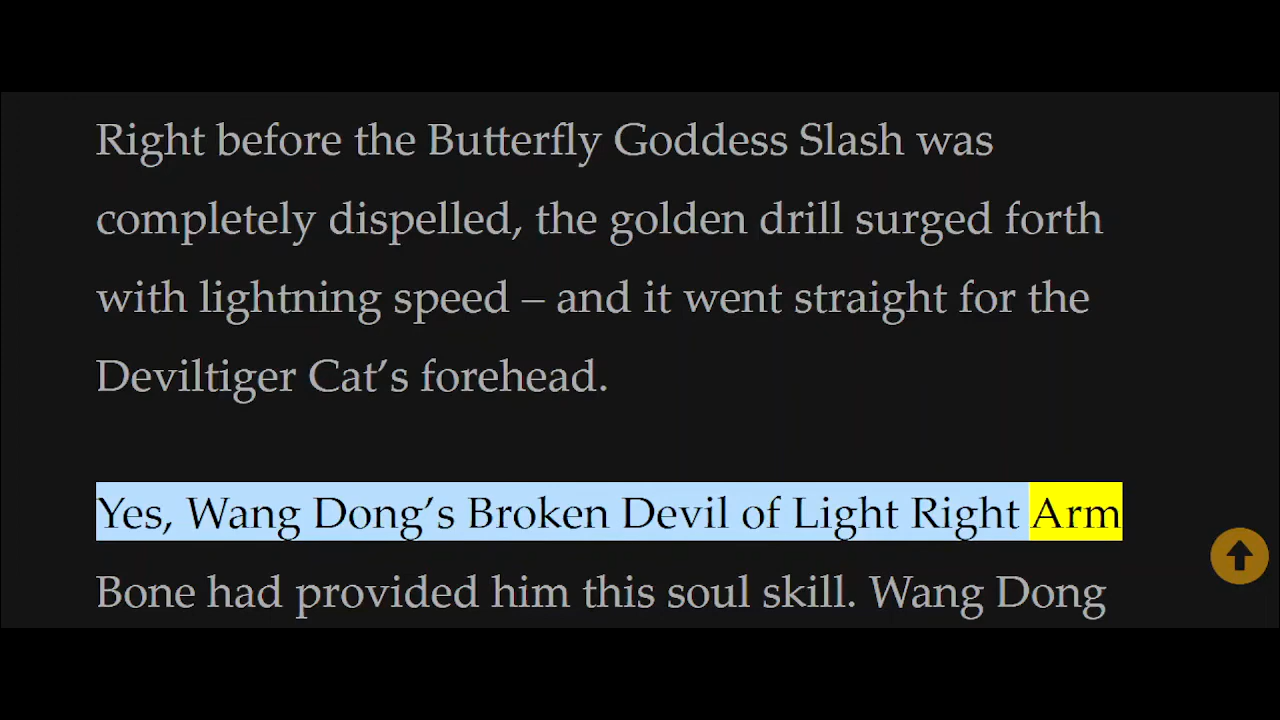 Right before the Butterfly Goddess Slash was
completely dispelled, the golden drill surged forth
with lightning speed – and it went straight for the
Deviltiger Cat’s forehead.
Yes, Wang Dong’s Broken Devil of Light Right Arm
Bone had provided him this soul skill. Wang Dong